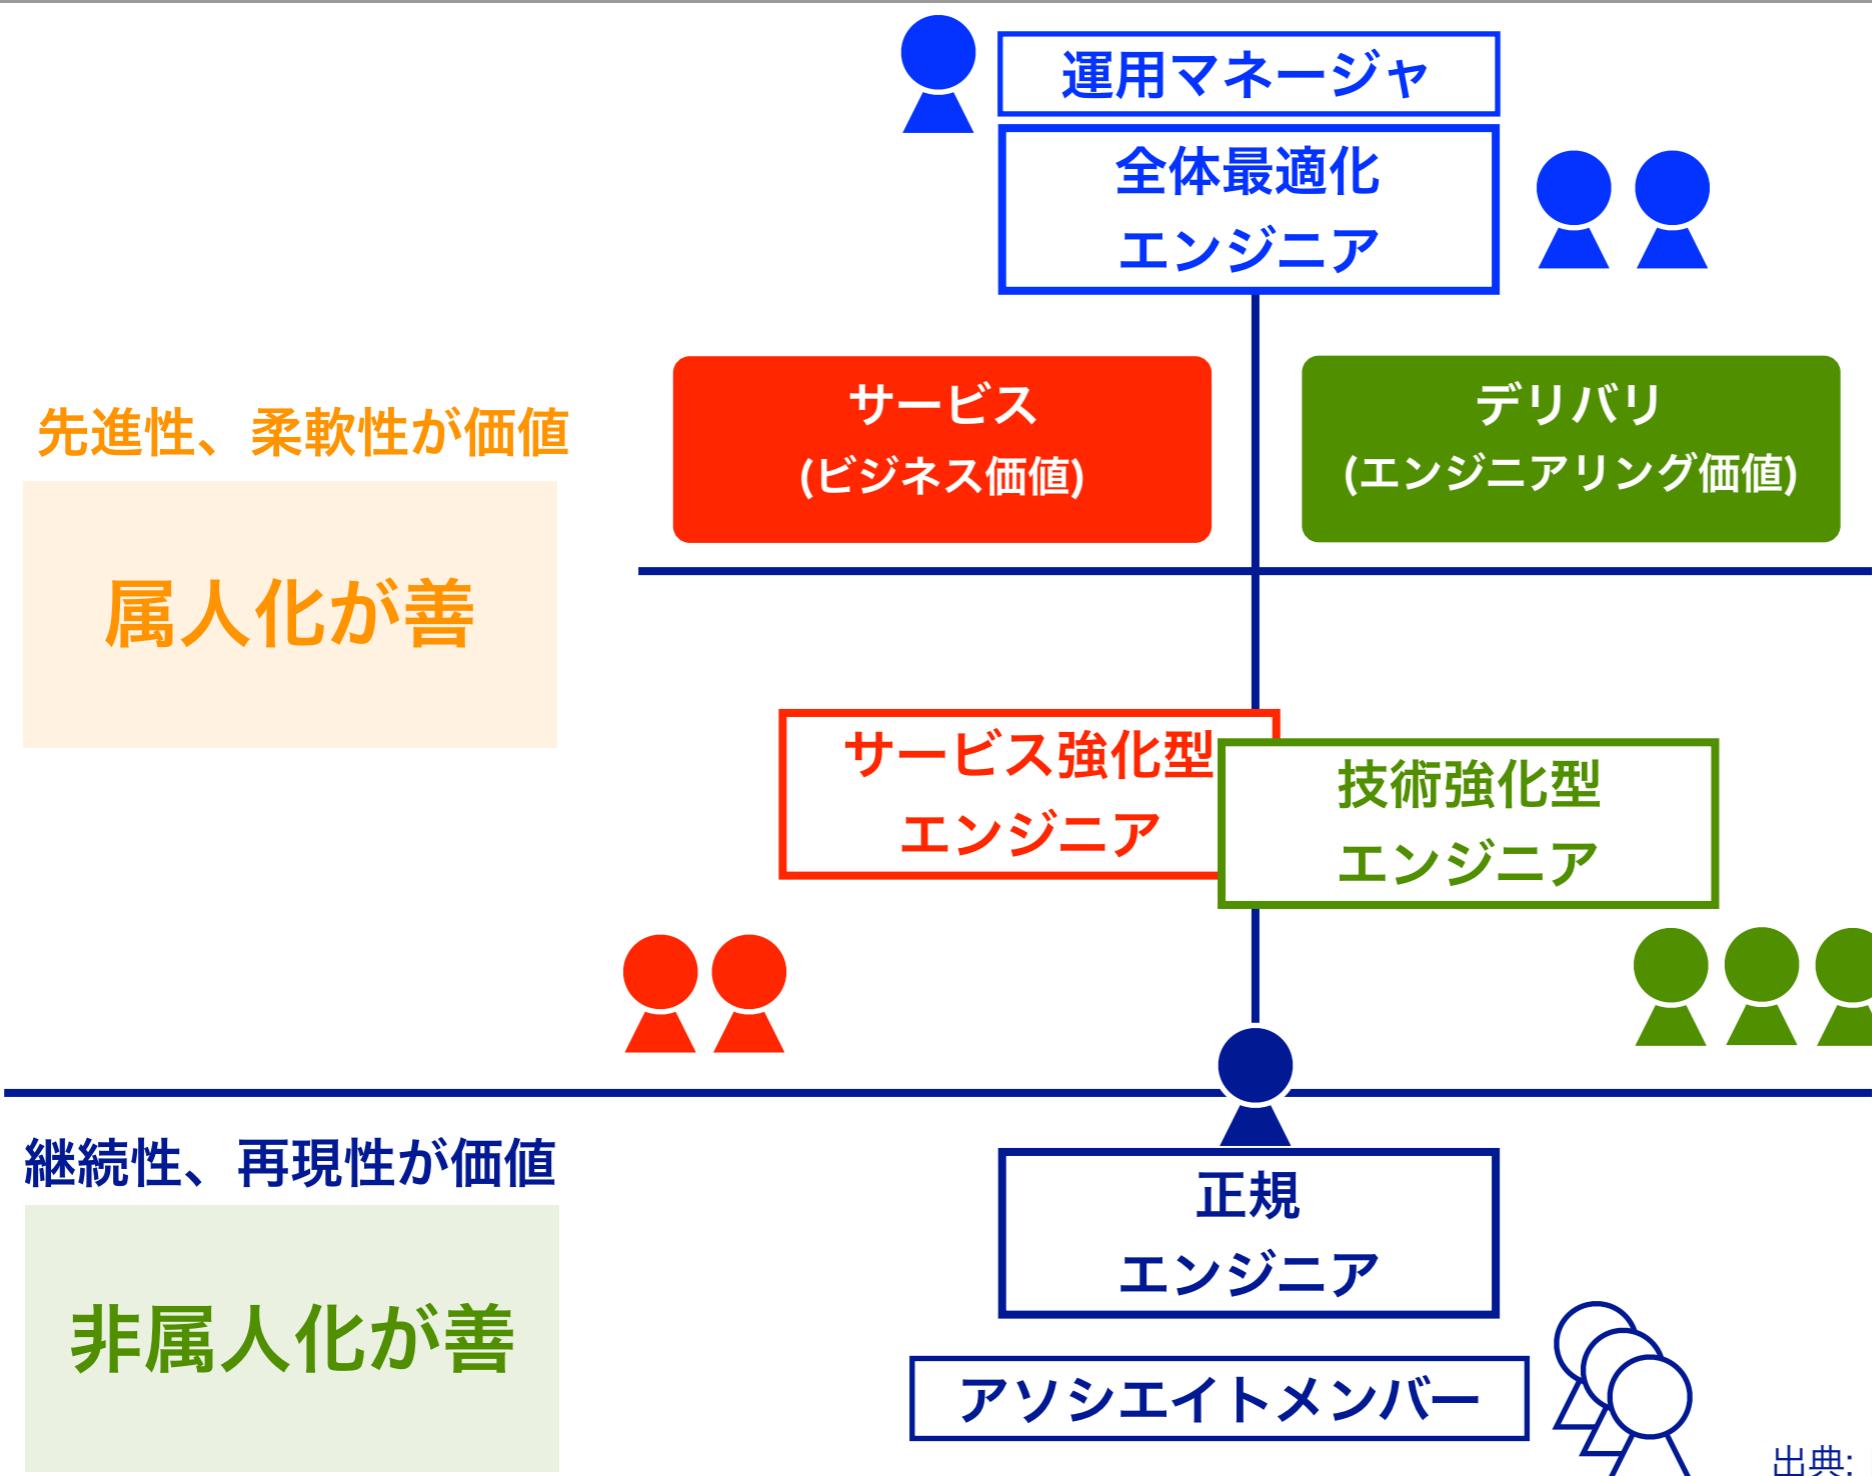 運用マネージャ
全体最適化
エンジニア
サービス
(ビジネス価値)
デリバリ
(エンジニアリング価値)
先進性、柔軟性が価値
属人化が善
サービス強化型
エンジニア
技術強化型
エンジニア
継続性、再現性が価値
非属人化が善
正規
エンジニア
アソシエイトメンバー
出典: